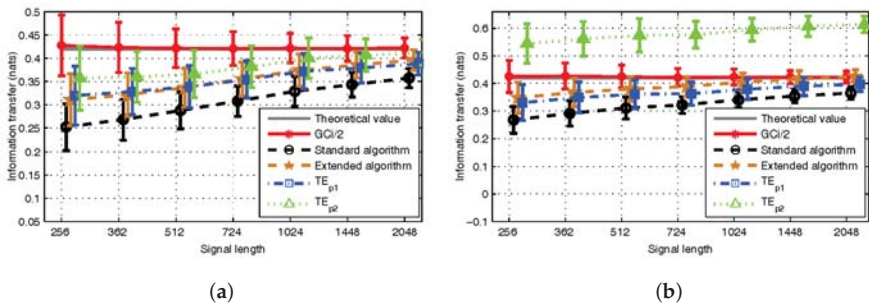 0.5
0.45
0.4
0.35
0.3
0.25
0.2
0.15
0.1
0.05
Information transfer (nats)
Theoretical value
GCi/2
Standard algorithm
Extended algorithm
TEp1
TEp2
256 362 512 724 1024 1448 2048
Signal length
(a)
0.6
0.5
0.4
0.3
0.2
0.1
0
−0.1
Information transfer (nats)
Theoretical value
GCi/2
Standard algorithm
Extended algorithm
TEp1
TEp2
256 362 512 724 1024 1448 2048
Signal length
(b)